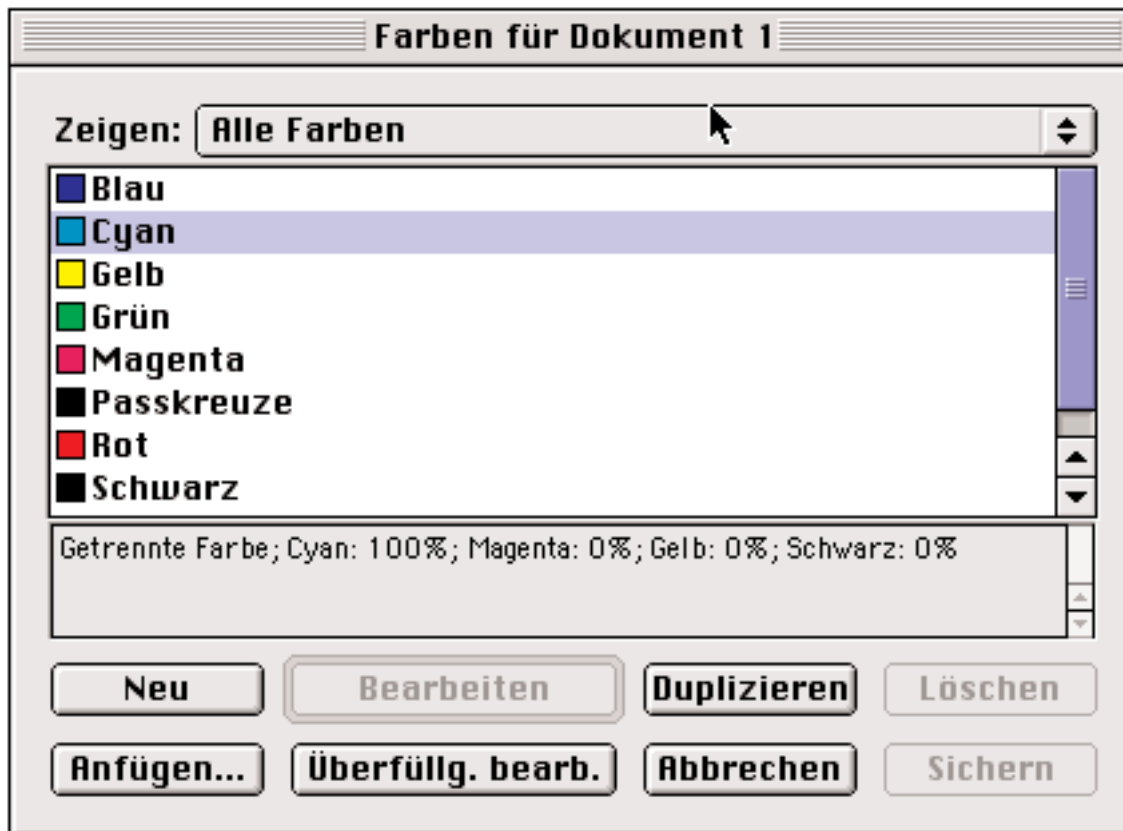 Farben für Dokument 1
Zeigen: Alle Farben
Blau
Cyan
Gelb
Grün
Magenta
Passkreuze
Rot
Schwarz
Getrennte Farbe; Cyan: 100%; Magenta: 0%; Gelb: 0%; Schwarz: 0%
Neu Bearbeiten Duplizieren Löschen
Anfügen... Überfüllg. bearb. Abbrechen Sichern